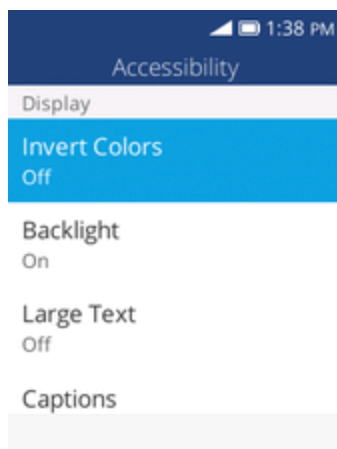 1:38 PM
Accessibility
Display
Invert Colors
Off
Backlight
On
Large Text
Off
Captions